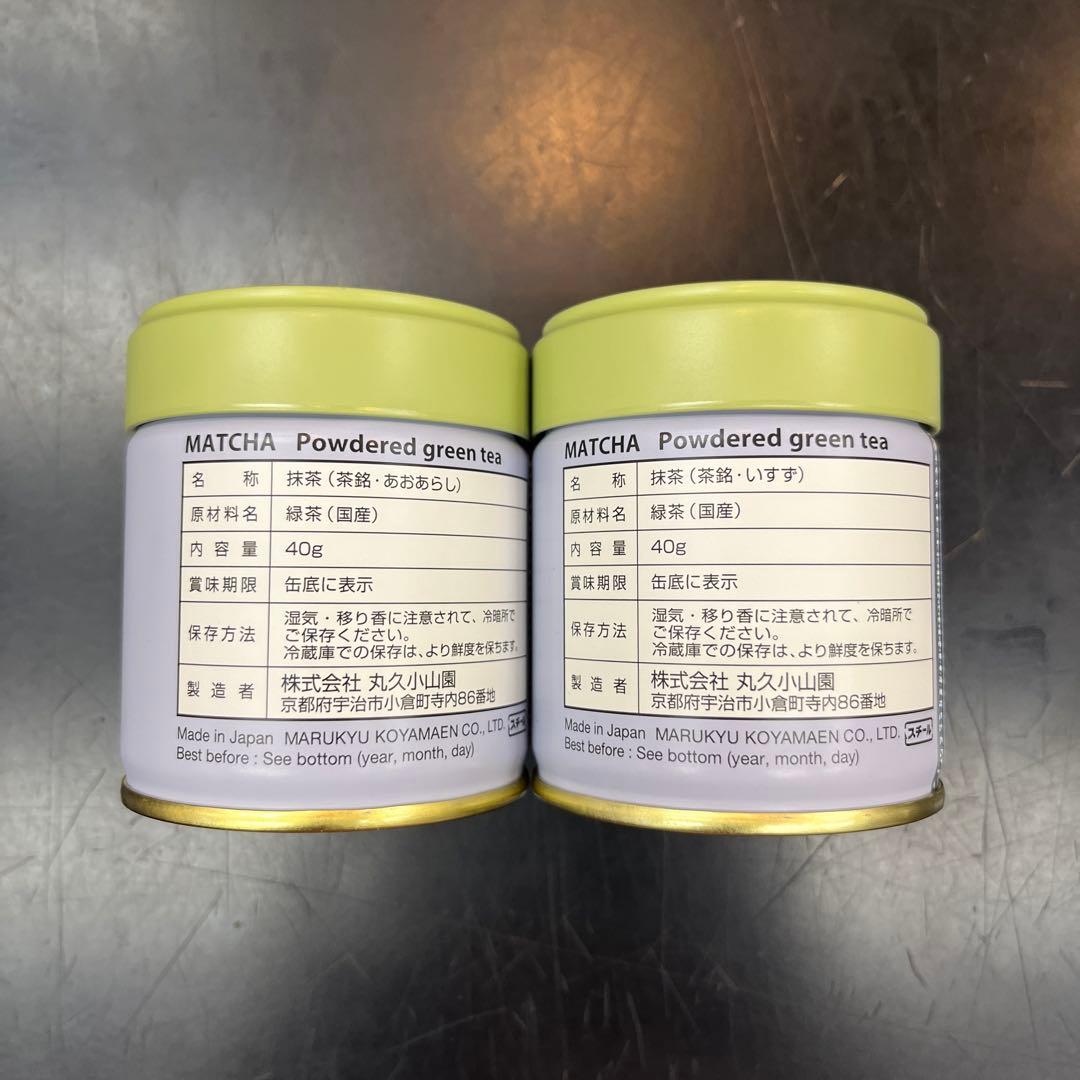 MATCHA Powdered green tea
名称 抹茶(茶銘・あおあらし)
原材料名 緑茶(国産)
内容量 40g
賞味期限 缶底に表示
保存方法 湿気・移り香に注意されて、冷暗所で
ご保存ください。
冷蔵庫での保存は、より鮮度を保ちます。
製造者 株式会社 丸久小山園
京都府宇治市小倉町寺内86番地
Made in Japan MARUKYU KOYAMAEN CO., LTD. スチール
Best before : See bottom (year, month, day)
MATCHA Powdered green tea
名称 抹茶(茶銘・いすず)
原材料名 緑茶(国産)
内容量 40g
賞味期限 缶底に表示
保存方法 湿気・移り香に注意されて、冷暗所で
ご保存ください。
冷蔵庫での保存は、より鮮度を保ちます。
製造者 株式会社 丸久小山園
京都府宇治市小倉町寺内86番地
Made in Japan MARUKYU KOYAMAEN CO., LTD. スチール
Best before : See bottom (year, month, day)